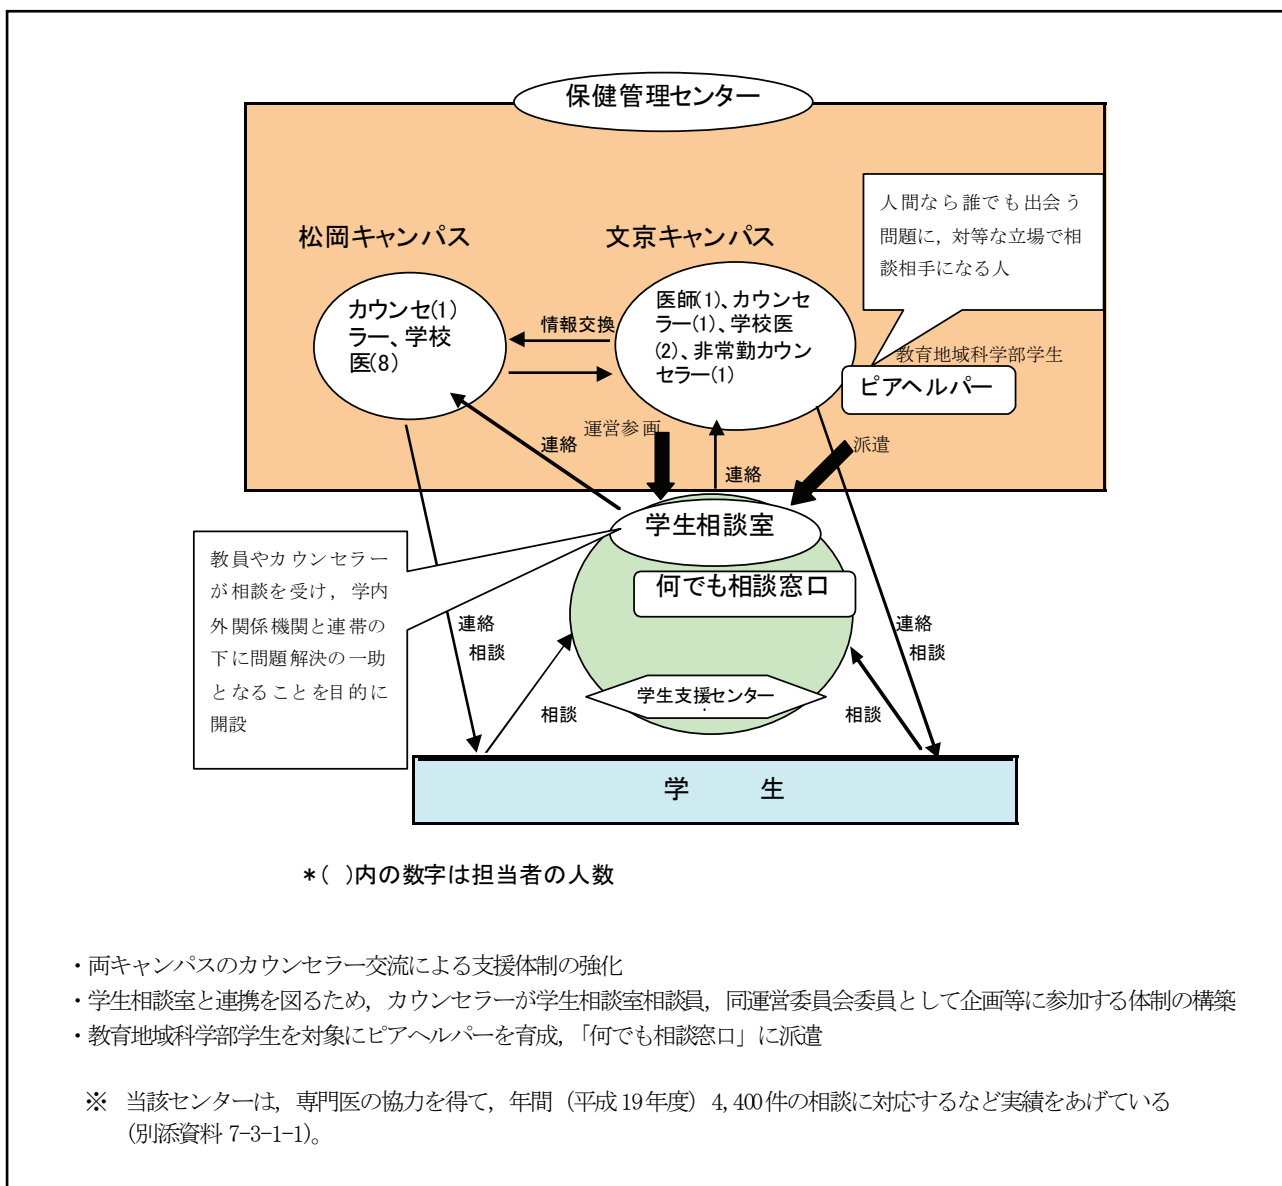 保健管理センター
人間なら誰でも出会う
問題に，対等な立場で相
談相手になる人
松岡キャンパス
文京キャンパス
カウンセ(1)
ラー、学校
医(8)
情報交換
医師(1)、カウンセ
ラー(1)、学校医
(2)、非常勤カウン
セラー(1)
教育地域科学部学生
ピアヘルパー
運営参画
連絡
連絡
派遣
学生相談室
何でも相談窓口
教員やカウンセラー
が相談を受け，学内
外関係機関と連帯の
下に問題解決の一助
となることを目的に
開設
連絡
相談
連絡
相談
学生支援センター
相談
相談
学　　生
*(　)内の数字は担当者の人数
・両キャンパスのカウンセラー交流による支援体制の強化
・学生相談室と連携を図るため，カウンセラーが学生相談室相談員，同運営委員会委員として企画等に参加する体制の構築
・教育地域科学部学生を対象にピアヘルパーを育成，「何でも相談窓口」に派遣
※　当該センターは，専門医の協力を得て，年間（平成19年度）4,400件の相談に対応するなど実績をあげている
（別添資料 7-3-1-1）。